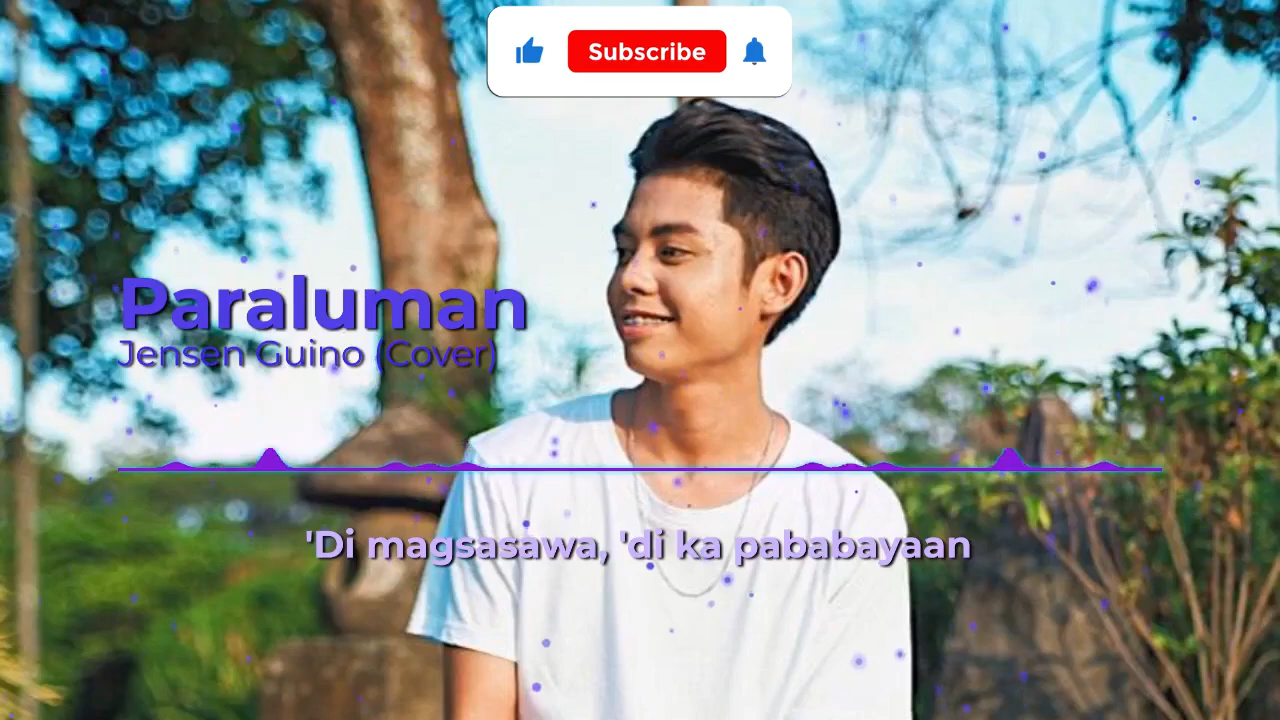 Subscribe
Paraluman
Jensen Guino (Cover)
'Di magsasawa, 'di ka pababayaan